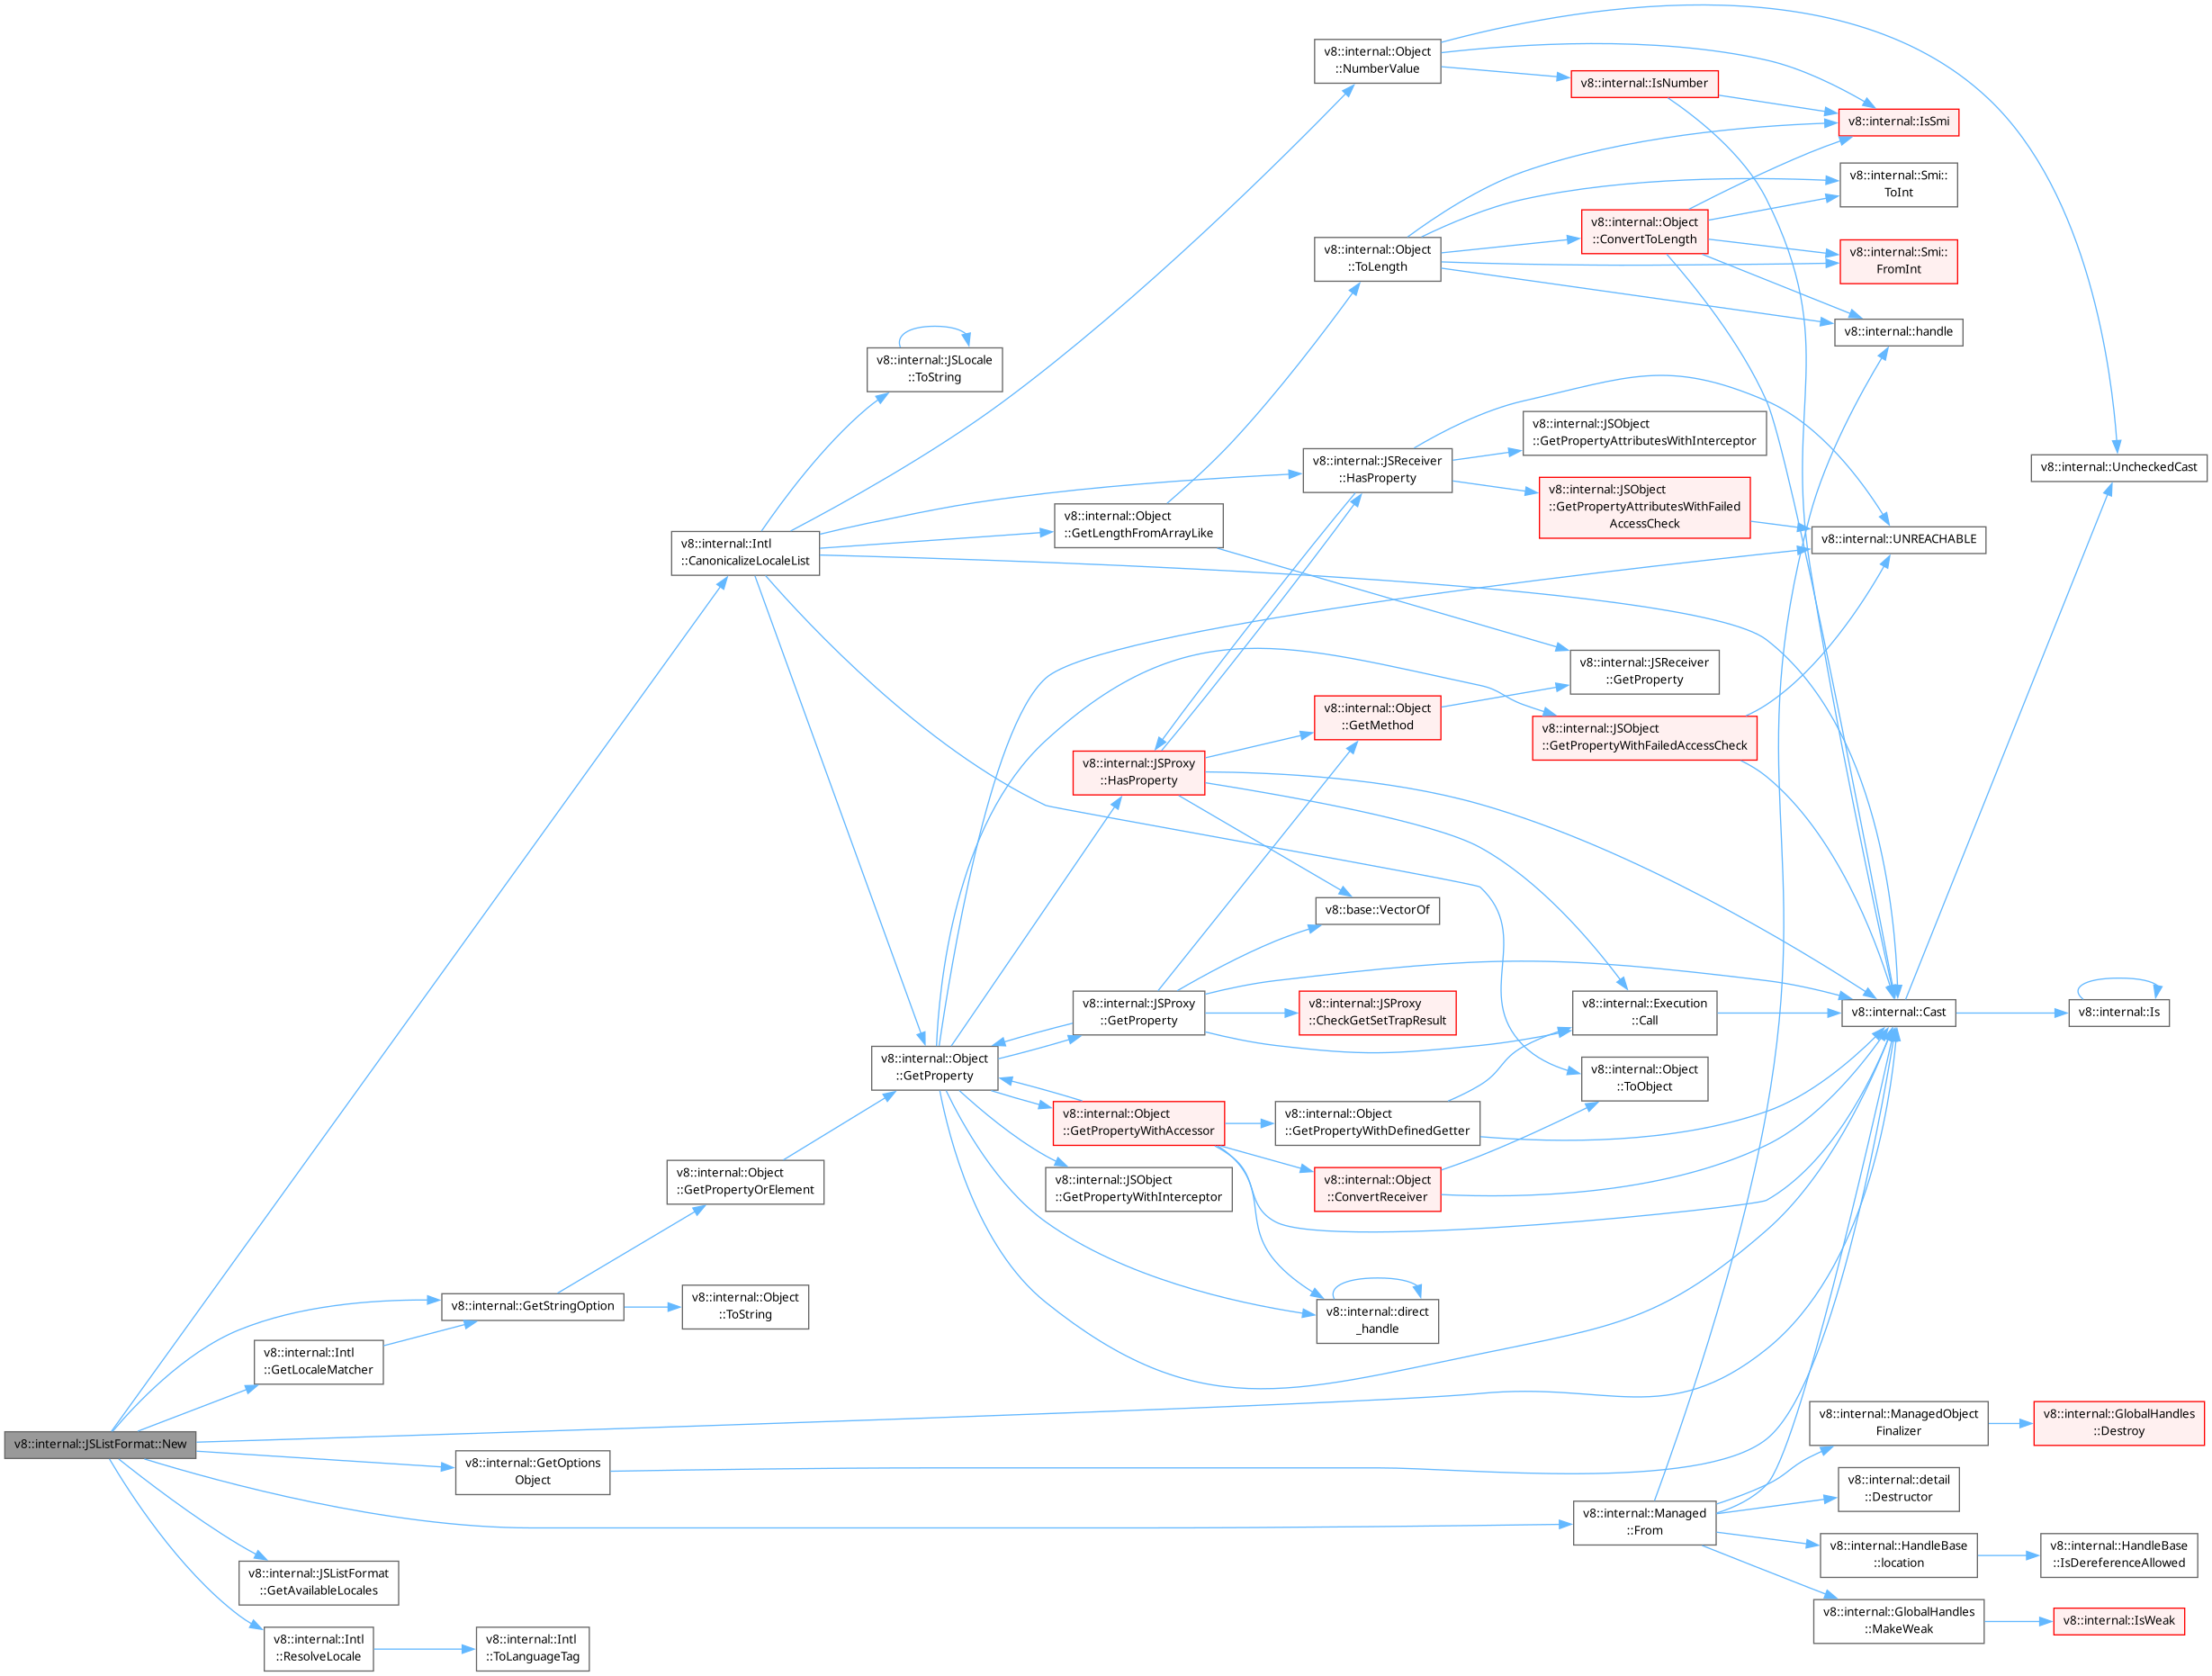 v8::internal::Object
::NumberValue
v8::internal::IsNumber
v8::internal::IsSmi
v8::internal::Smi::
ToInt
v8::internal::Object
::ConvertToLength
v8::internal::Object
::ToLength
v8::internal::Smi::
FromInt
v8::internal::handle
v8::internal::JSLocale
::ToString
v8::internal::JSObject
::GetPropertyAttributesWithInterceptor
v8::internal::JSReceiver
::HasProperty
v8::internal::UncheckedCast
v8::internal::JSObject
::GetPropertyAttributesWithFailed
AccessCheck
v8::internal::Object
::GetLengthFromArrayLike
v8::internal::UNREACHABLE
v8::internal::Intl
::CanonicalizeLocaleList
v8::internal::JSReceiver
::GetProperty
v8::internal::Object
::GetMethod
v8::internal::JSObject
::GetPropertyWithFailedAccessCheck
v8::internal::JSProxy
::HasProperty
v8::base::VectorOf
v8::internal::JSProxy
::GetProperty
v8::internal::JSProxy
::CheckGetSetTrapResult
v8::internal::Execution
::Call
v8::internal::Cast
v8::internal::Is
v8::internal::Object
::GetProperty
v8::internal::Object
::ToObject
v8::internal::Object
::GetPropertyWithAccessor
v8::internal::Object
::GetPropertyWithDefinedGetter
v8::internal::Object
::GetPropertyOrElement
v8::internal::JSObject
::GetPropertyWithInterceptor
v8::internal::Object
::ConvertReceiver
v8::internal::GetStringOption
v8::internal::Object
::ToString
v8::internal::direct
_handle
v8::internal::Intl
::GetLocaleMatcher
v8::internal::ManagedObject
Finalizer
v8::internal::GlobalHandles
::Destroy
v8::internal::JSListFormat::New
v8::internal::GetOptions
Object
v8::internal::detail
::Destructor
v8::internal::Managed
::From
v8::internal::HandleBase
::location
v8::internal::HandleBase
::IsDereferenceAllowed
v8::internal::JSListFormat
::GetAvailableLocales
v8::internal::GlobalHandles
::MakeWeak
v8::internal::IsWeak
v8::internal::Intl
::ResolveLocale
v8::internal::Intl
::ToLanguageTag